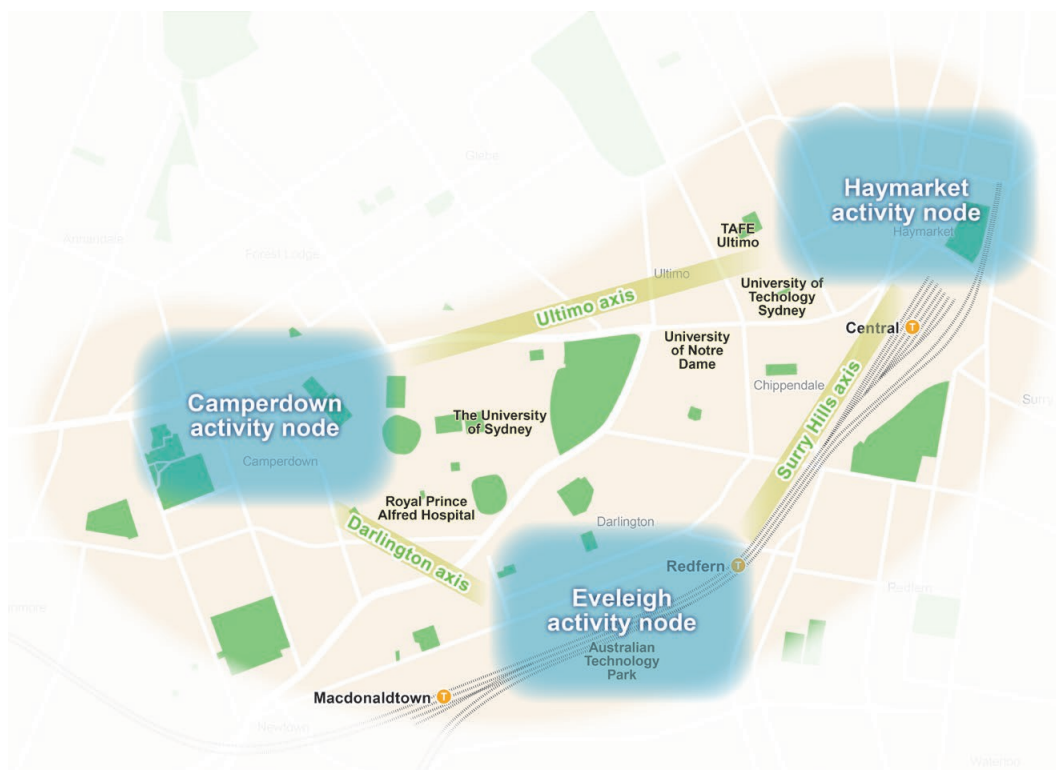 Glebe
Haymarket
activity node
Haymarket
TAFE
Ultimo
Annandale
Forest Lodge
Ultimo
Ultimo axis
University of
Techology
Sydney
Central
T
University
of Notre
Dame
Chippendale
Surry Hills axis
Surry
Camperdown
activity node
Camperdown
The University
of Sydney
Royal Prince
Alfred Hospital
Darlington
Darlington axis
Redfern
T
Redfern
Eveleigh
activity node
Australian
Technology
Park
Macdonaldtown
T
Newtown
Waterloo